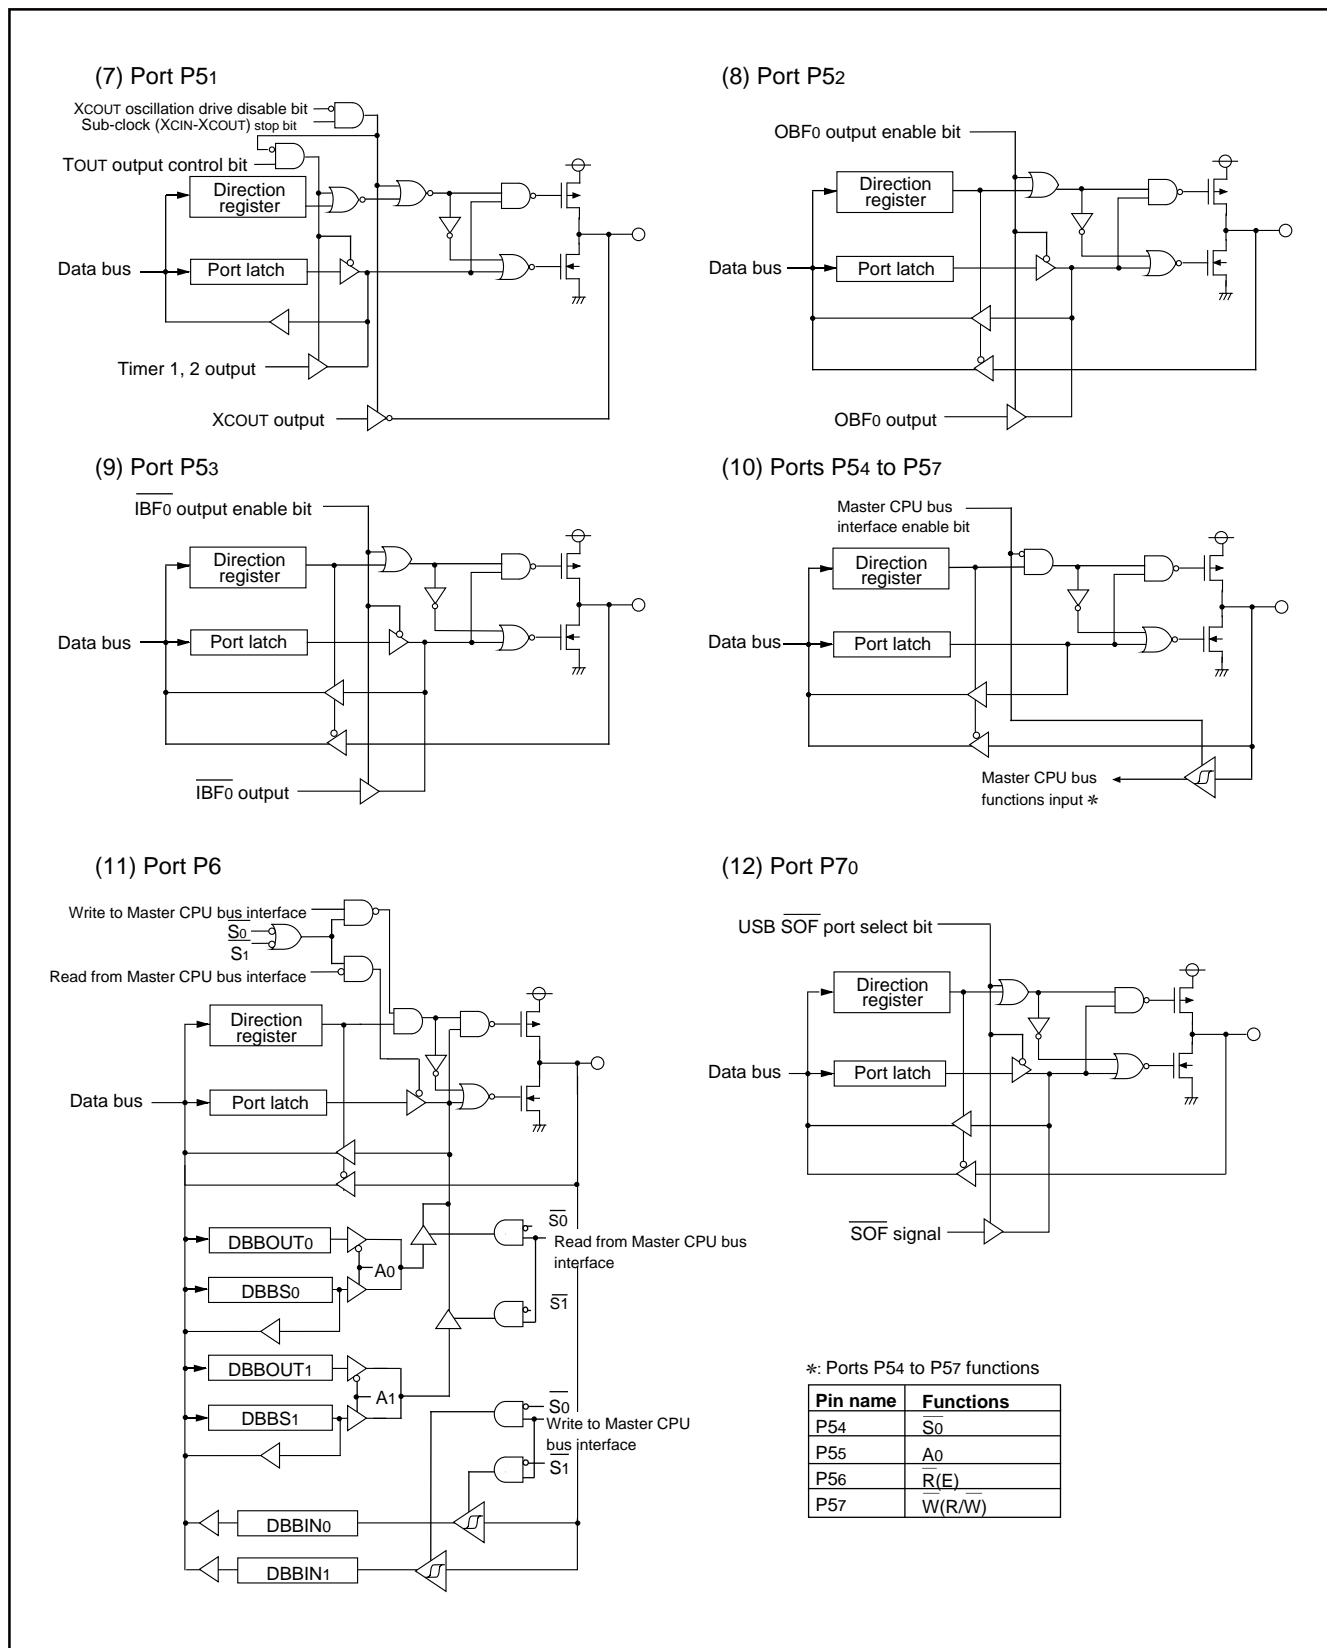 (7) Port P51
XCOUT oscillation drive disable bit
Sub-clock (XCIN-XCOUT) stop bit
TOUT output control bit
Direction
register
Data bus
Port latch
Timer 1, 2 output
XCOUT output
(8) Port P52
OBF0 output enable bit
Direction
register
Data bus
Port latch
OBF0 output
(9) Port P53
IBF0 output enable bit
Direction
register
Data bus
Port latch
IBF0 output
(10) Ports P54 to P57
Master CPU bus
interface enable bit
Direction
register
Data bus
Port latch
Master CPU bus
functions input *
(11) Port P6
Write to Master CPU bus interface
S0
S1
Read from Master CPU bus interface
Direction
register
Data bus
Port latch
DBBOUT0
A0
DBBS0
S0
Read from Master CPU bus
interface
S1
DBBOUT1
A1
DBBS1
S0
Write to Master CPU
bus interface
S1
DBBIN0
DBBIN1
(12) Port P70
USB SOF port select bit
Direction
register
Data bus
Port latch
SOF signal
*: Ports P54 to P57 functions
Pin name Functions
P54 S0
P55 A0
P56 R(E)
P57 W(R/W)